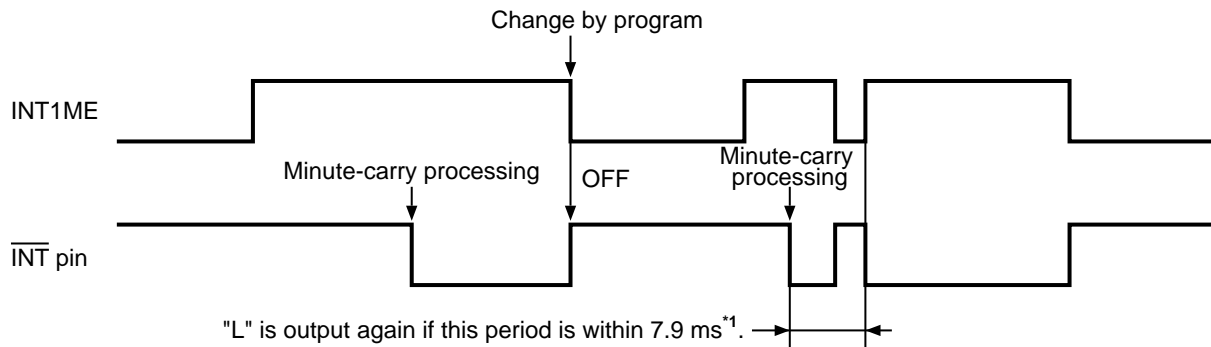 Change by program
INT1ME
Minute-carry processing
OFF
Minute-carry
processing
INT pin
"L" is output again if this period is within 7.9 ms*1.